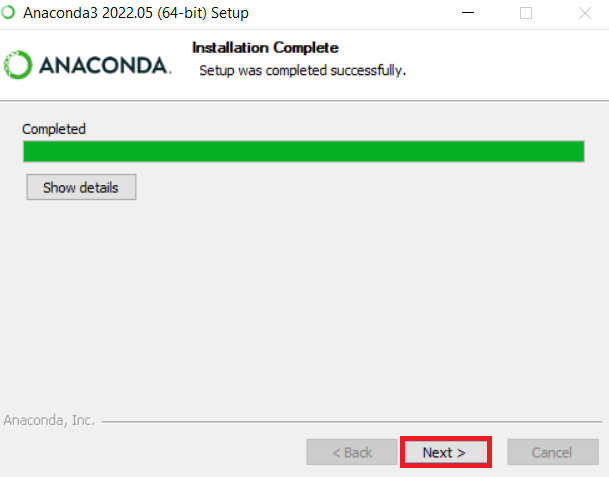 Anaconda3 2022.05 (64-bit) Setup
ANACONDA.
Installation Complete
Setup was completed successfully.
Completed
Show details
Anaconda, Inc.
< Back
Next >
Cancel